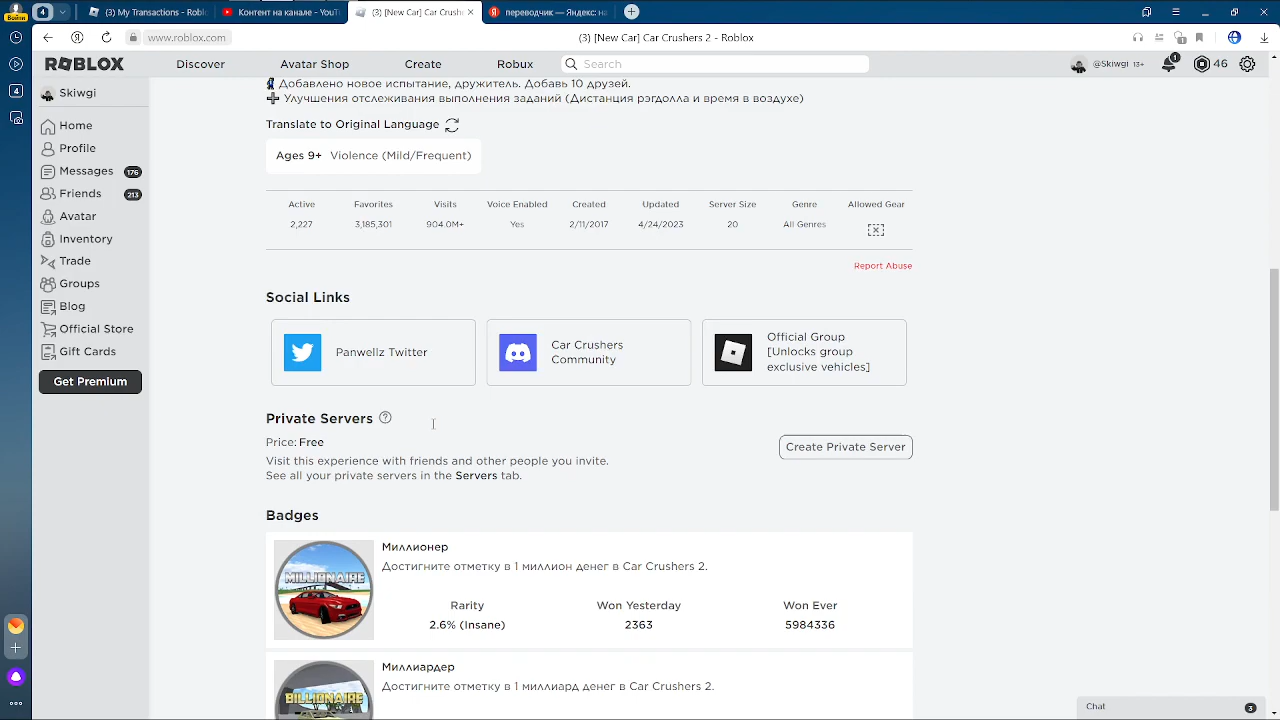 Войти
4
My Transactions - Roblo
Контент на канале - YouT
(3) [New Car] Car Crushers
переводчик — Яндекс: на
www.roblox.com
(3) [New Car] Car Crushers 2 - Roblox
ROBLOX
Discover
Avatar Shop
Create
Robux
Search
@Skiwgi 13+
1
46
4
Skiwgi
Home
Profile
Messages 176
Friends 213
Avatar
Inventory
Trade
Groups
Blog
Official Store
Gift Cards
Get Premium
Добавлено новое испытание, дружитель. Добавь 10 друзей.
Улучшения отслеживания выполнения заданий (Дистанция рэгдолла и время в воздухе)
Translate to Original Language
Ages 9+ Violence (Mild/Frequent)
Active Favorites Visits Voice Enabled Created Updated Server Size Genre Allowed Gear
2,227 3,185,301 904.0M+ Yes 2/11/2017 4/24/2023 20 All Genres
Report Abuse
Social Links
Panwellz Twitter
Car Crushers
Community
Official Group
[Unlocks group
exclusive vehicles]
Private Servers
Price: Free
Visit this experience with friends and other people you invite.
See all your private servers in the Servers tab.
Create Private Server
Badges
MILLIONAIRE
Миллионер
Достигните отметку в 1 миллион денег в Car Crushers 2.
Rarity Won Yesterday Won Ever
2.6% (Insane) 2363 5984336
BILLIONAIRE
Миллиардер
Достигните отметку в 1 миллиард денег в Car Crushers 2.
Chat 3